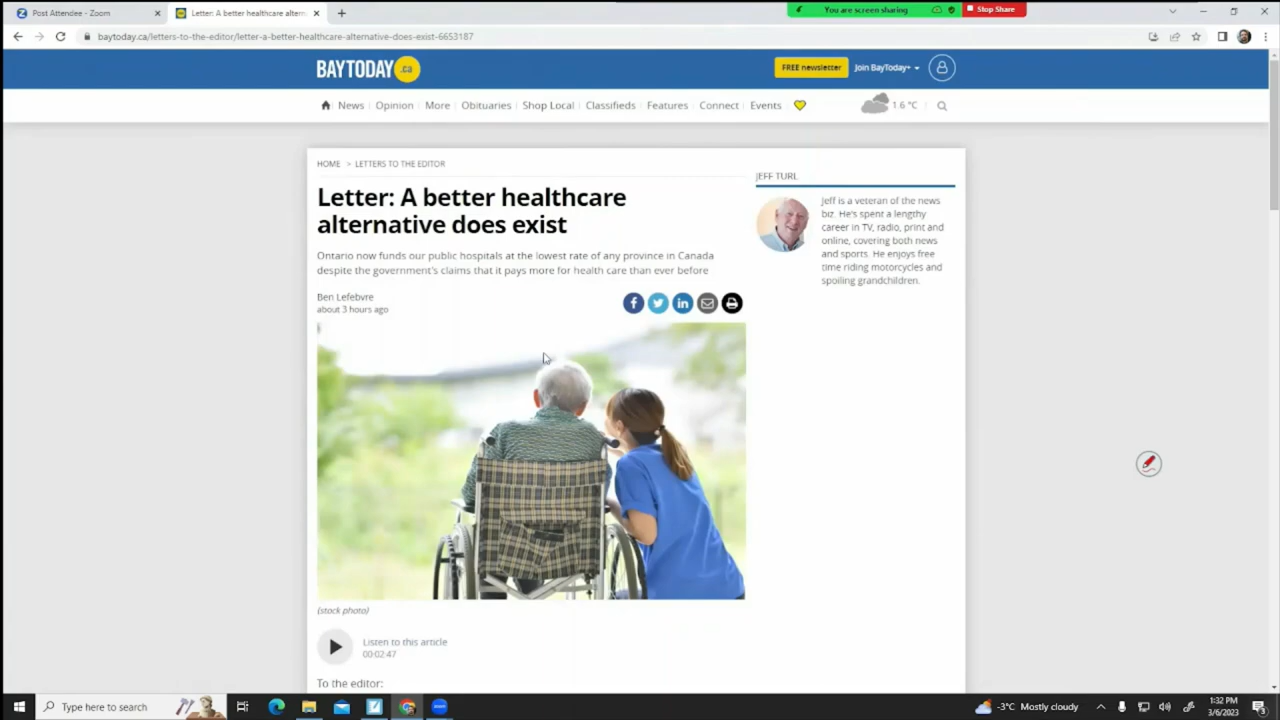 Post Attendee - Zoom
Letter: A better healthcare altern
You are screen sharing
Stop Share
baytoday.ca/letters-to-the-editor/letter-a-better-healthcare-alternative-does-exist-6653187
BAYTODAY .ca
FREE newsletter
Join BayToday+
News
Opinion
More
Obituaries
Shop Local
Classifieds
Features
Connect
Events
1.6 °C
HOME > LETTERS TO THE EDITOR
Letter: A better healthcare
alternative does exist
Ontario now funds our public hospitals at the lowest rate of any province in Canada
despite the government's claims that it pays more for health care than ever before
Ben Lefebvre
about 3 hours ago
(stock photo)
Listen to this article
00:02:47
To the editor:
JEFF TURL
Jeff is a veteran of the news
biz. He's spent a lengthy
career in TV, radio, print and
online, covering both news
and sports. He enjoys free
time riding motorcycles and
spoiling grandchildren.
Type here to search
-3°C Mostly cloudy
1:32 PM
3/6/2023